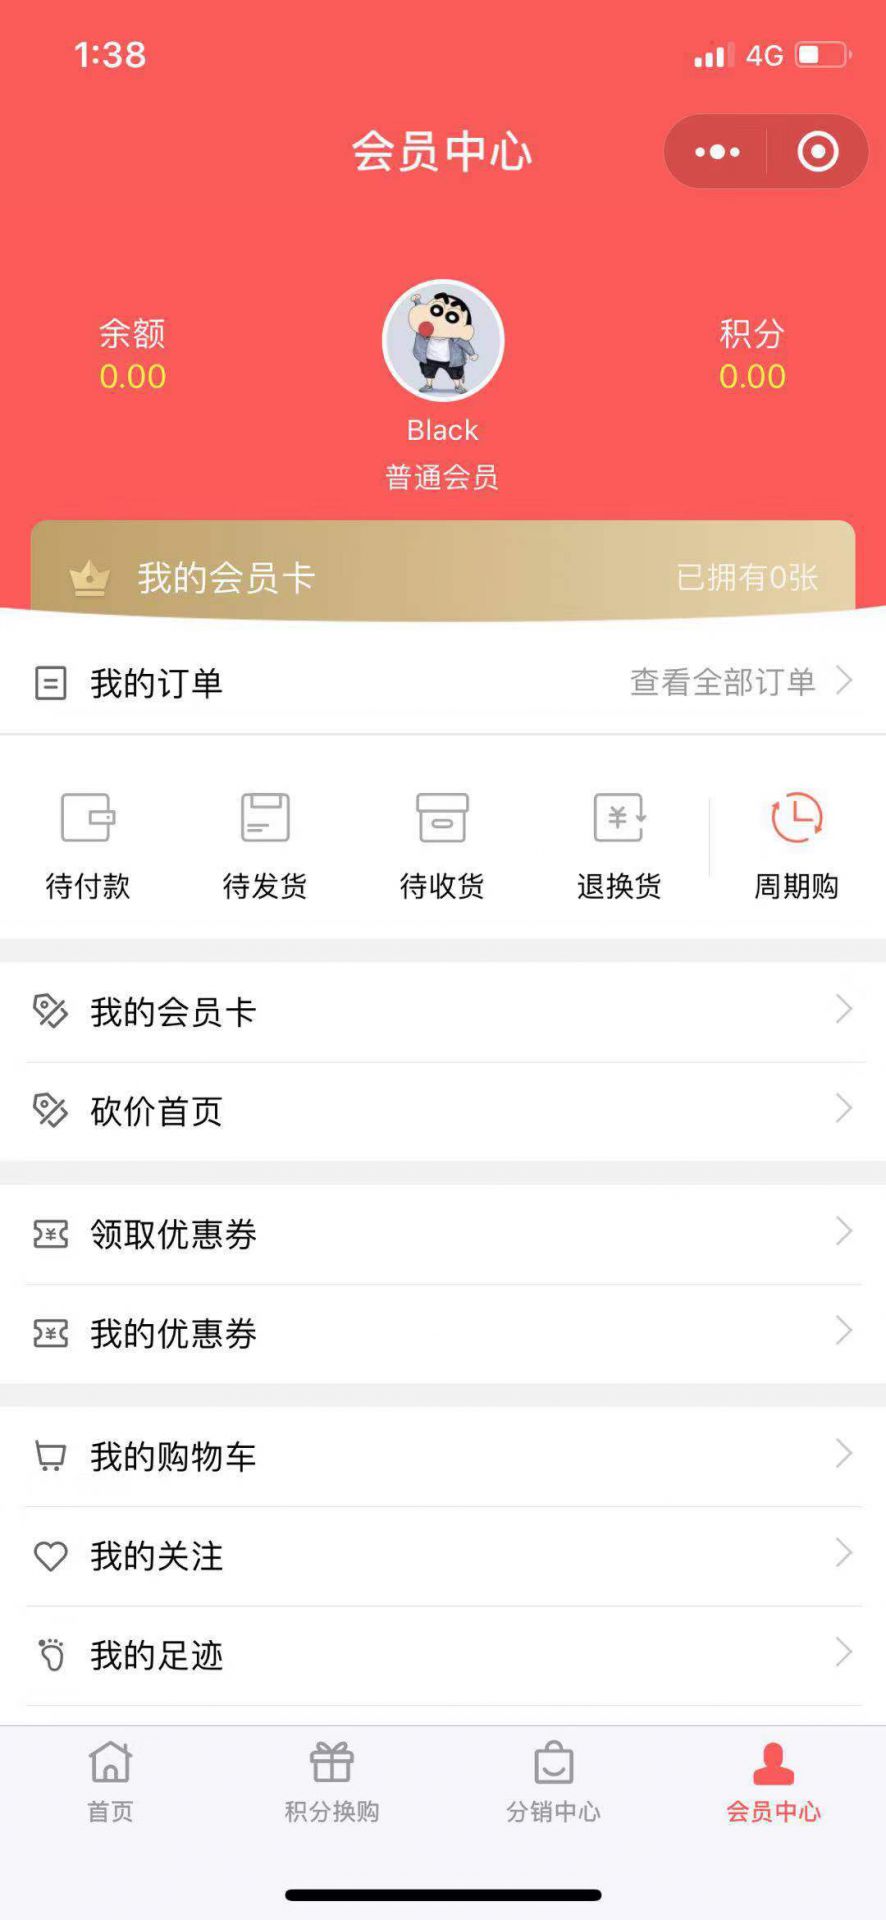 1:38
4G
会员中心
余额
0.00
积分
0.00
Black
普通会员
我的会员卡
已拥有0张
我的订单
查看全部订单
待付款
待发货
待收货
退换货
周期购
我的会员卡
砍价首页
领取优惠券
我的优惠券
我的购物车
我的关注
我的足迹
首页
积分换购
分销中心
会员中心